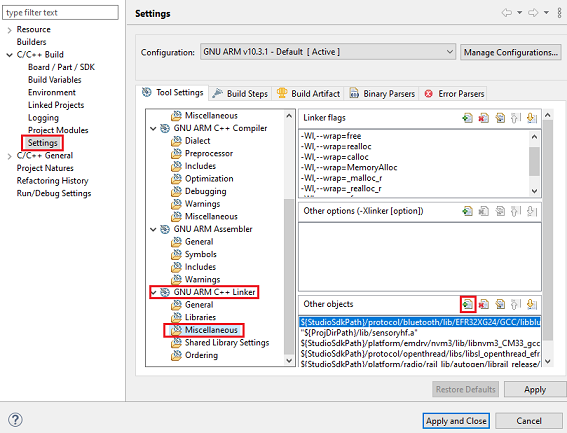 type filter text
Resource
Builders
C/C++ Build
Board / Part / SDK
Build Variables
Environment
Linked Projects
Logging
Project Modules
Settings
C/C++ General
Project Natures
Refactoring History
Run/Debug Settings
Settings
Configuration:
GNU ARM v10.3.1 - Default [ Active ]
Manage Configurations...
Tool Settings
Build Steps
Build Artifact
Binary Parsers
Error Parsers
Miscellaneous
GNU ARM C++ Compiler
Dialect
Preprocessor
Includes
Optimization
Debugging
Warnings
Miscellaneous
GNU ARM Assembler
General
Symbols
Includes
Warnings
GNU ARM C++ Linker
General
Libraries
Miscellaneous
Shared Library Settings
Ordering
Linker flags
-Wl,--wrap=free
-Wl,--wrap=realloc
-Wl,--wrap=calloc
-Wl,--wrap=MemoryAlloc
-Wl,--wrap=_malloc_r
-Wl,--wrap=_realloc_r
Other options (-Xlinker [option])
Other objects
${StudioSdkPath}/protocol/bluetooth/lib/EFR32XG24/GCC/libblu
"${ProjDirPath}/lib/sensoryhf.a"
${StudioSdkPath}/platform/emdrv/nvm3/lib/libnvm3_CM33_gcc
${StudioSdkPath}/protocol/openthread/libs/libsl_openthread_efr
${StudioSdkPath}/platform/radio/rail_lib/autogen/librail_release/
Restore Defaults
Apply
?
Apply and Close
Cancel